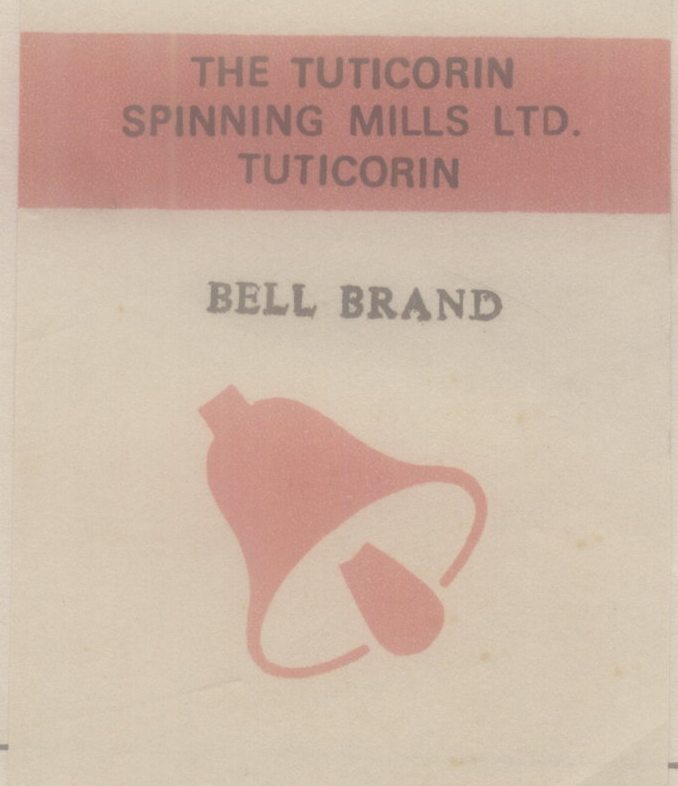 THE TUTICORIN
SPINNING MILLS LTD.
TUTICORIN
BELL BRAND